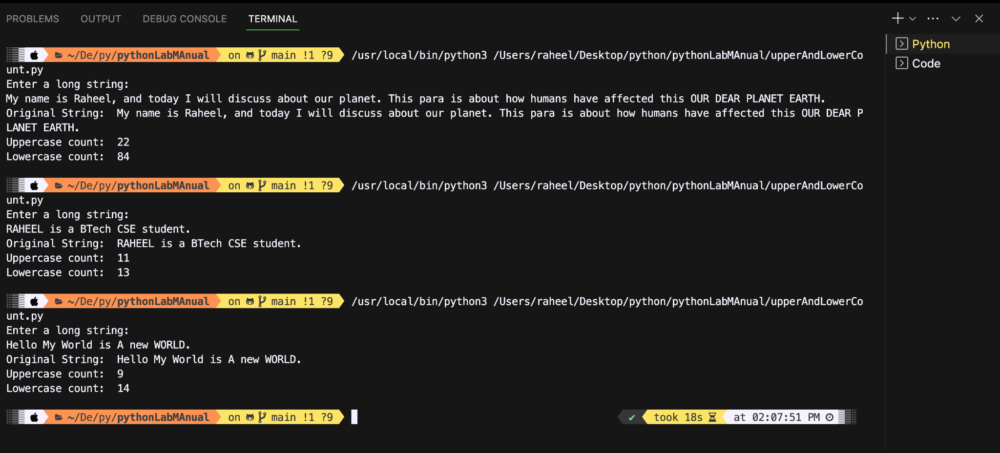 PROBLEMS OUTPUT DEBUG CONSOLE TERMINAL
Python
Code
~/De/py/pythonLabMAnual on main !1 ?9 /usr/local/bin/python3 /Users/raheel/Desktop/python/pythonLabMAnual/upperAndLowerCo
unt.py
Enter a long string:
My name is Raheel, and today I will discuss about our planet. This para is about how humans have affected this OUR DEAR PLANET EARTH.
Original String:  My name is Raheel, and today I will discuss about our planet. This para is about how humans have affected this OUR DEAR P
LANET EARTH.
Uppercase count:  22
Lowercase count:  84
~/De/py/pythonLabMAnual on main !1 ?9 /usr/local/bin/python3 /Users/raheel/Desktop/python/pythonLabMAnual/upperAndLowerCo
unt.py
Enter a long string:
RAHEEL is a BTech CSE student.
Original String:  RAHEEL is a BTech CSE student.
Uppercase count:  11
Lowercase count:  13
~/De/py/pythonLabMAnual on main !1 ?9 /usr/local/bin/python3 /Users/raheel/Desktop/python/pythonLabMAnual/upperAndLowerCo
unt.py
Enter a long string:
Hello My World is A new WORLD.
Original String:  Hello My World is A new WORLD.
Uppercase count:  9
Lowercase count:  14
~/De/py/pythonLabMAnual on main !1 ?9 ✔ took 18s at 02:07:51 PM